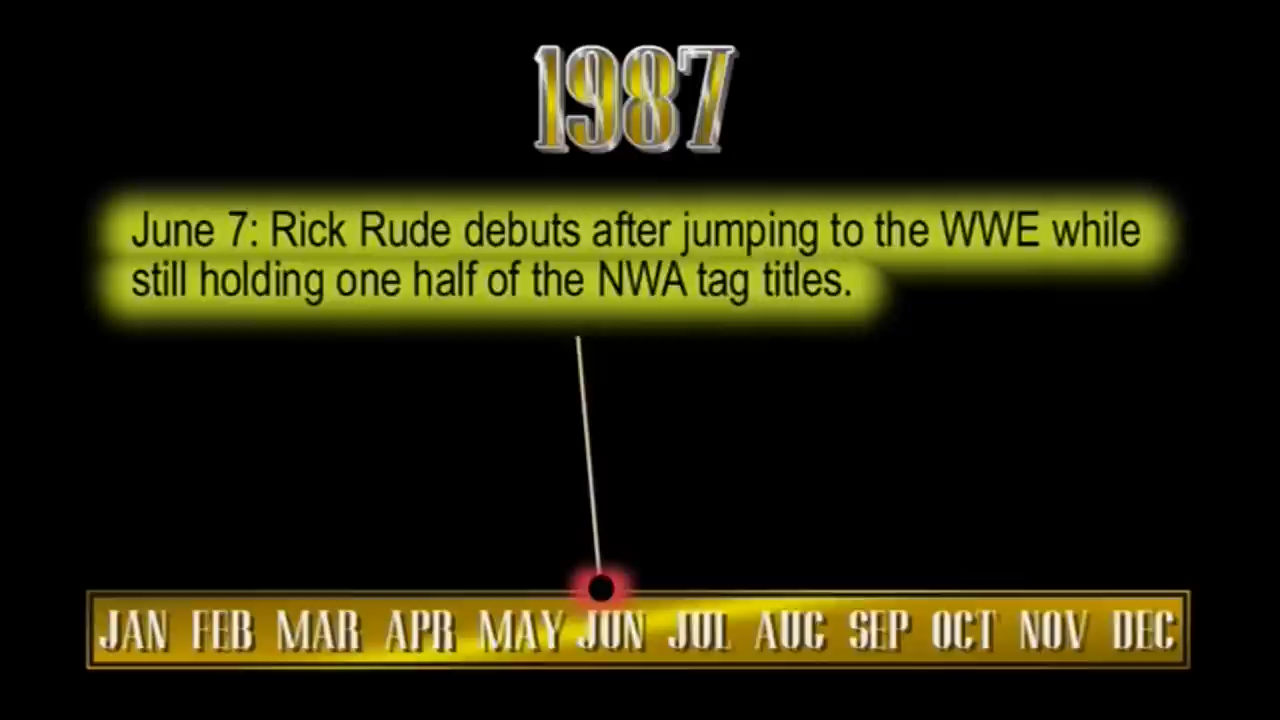 1987
June 7: Rick Rude debuts after jumping to the WWE while
still holding one half of the NWA tag titles.
JAN FEB MAR APR MAY JUN JUL AUG SEP OCT NOV DEC